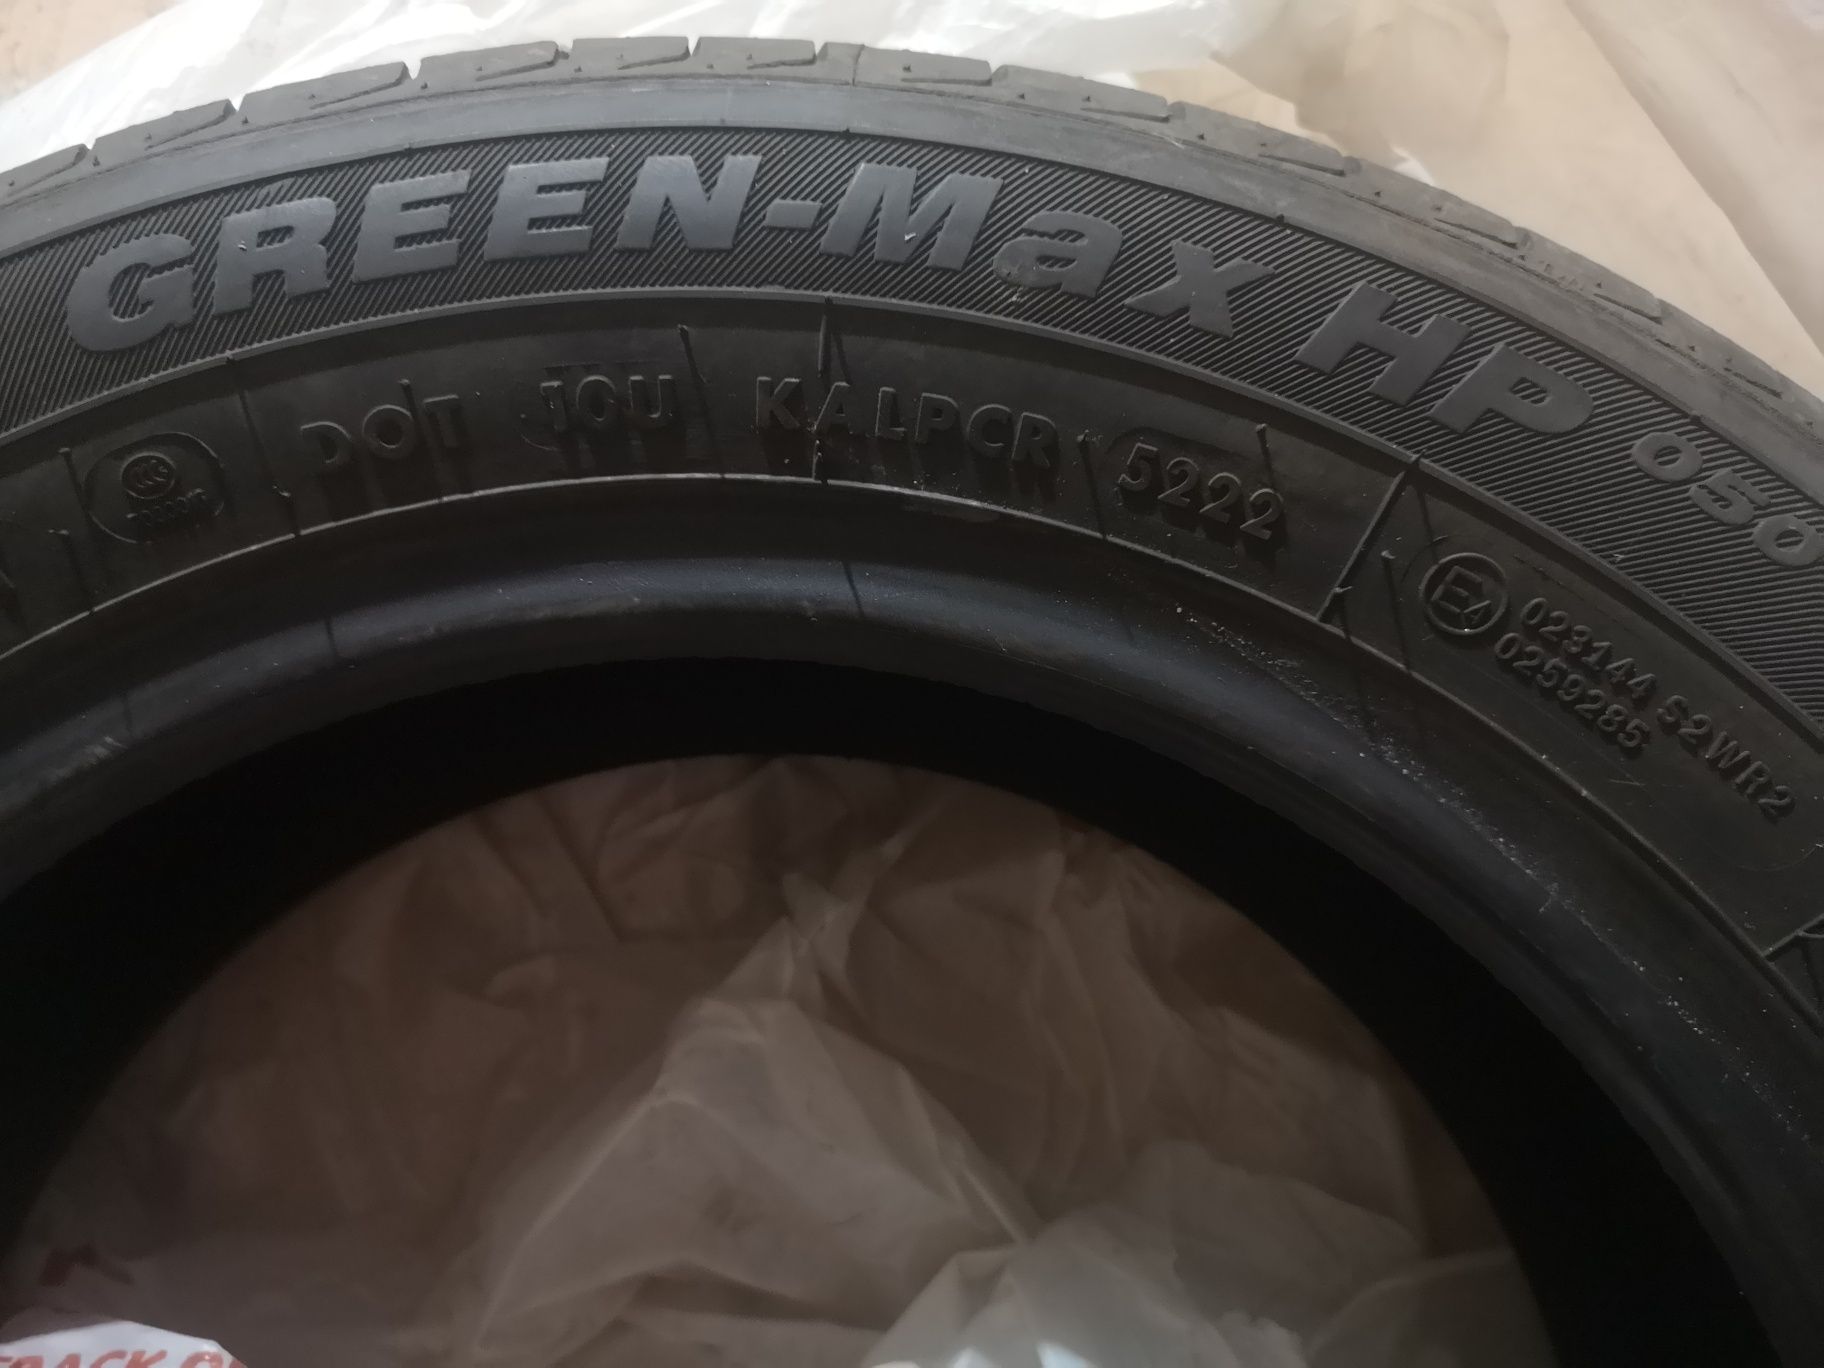 GREEN-Max HP 050
DOT 10U KALPCR 5222
E4 023144 S2WR2
0259285